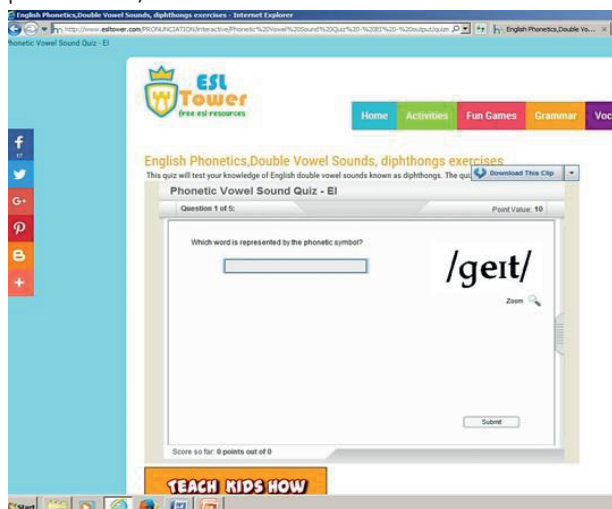 English Phonetics,Double Vowel Sounds, diphthongs exercises - Internet Explorer
English Phonetics,Double Vo...
Phonetic Vowel Sound Quiz - EI
ESL
Tower
free esl resources
Home Activities Fun Games Grammar Voc
f
17
G+
English Phonetics,Double Vowel Sounds, diphthongs exercises
Download This Clip
This quiz will test your knowledge of English double vowel sounds known as diphthongs. The qui
Phonetic Vowel Sound Quiz - EI
Question 1 of 5:
Point Value: 10
Which word is represented by the phonetic symbol?
/geɪt/
Zoom
Submit
Score so far: 0 points out of 0
TEACH KIDS HOW
Start